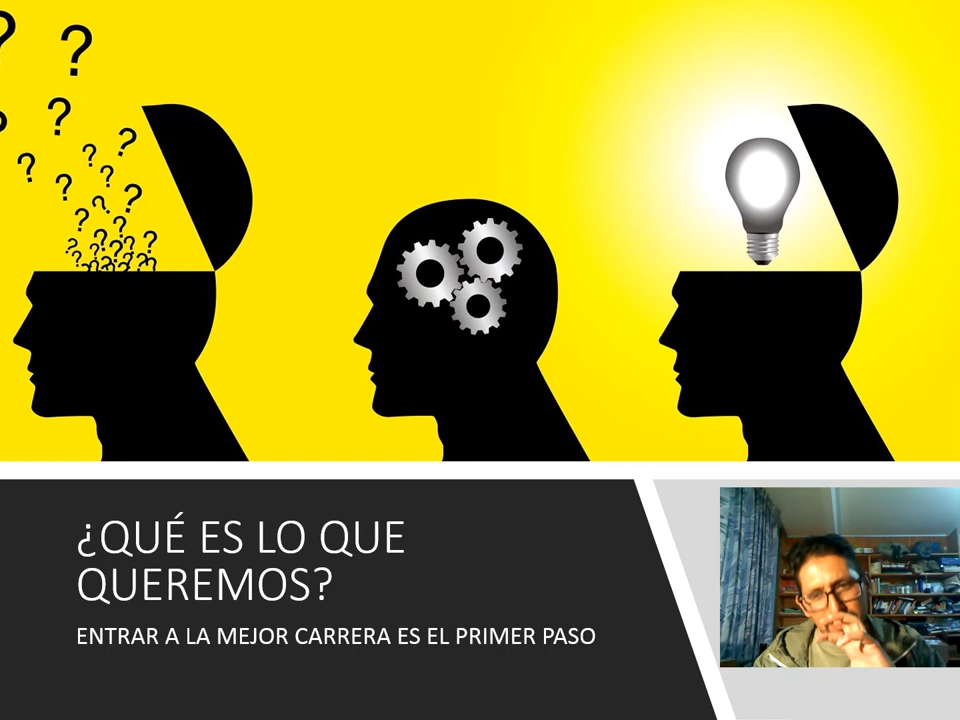 ¿QUÉ ES LO QUE
QUEREMOS?
ENTRAR A LA MEJOR CARRERA ES EL PRIMER PASO